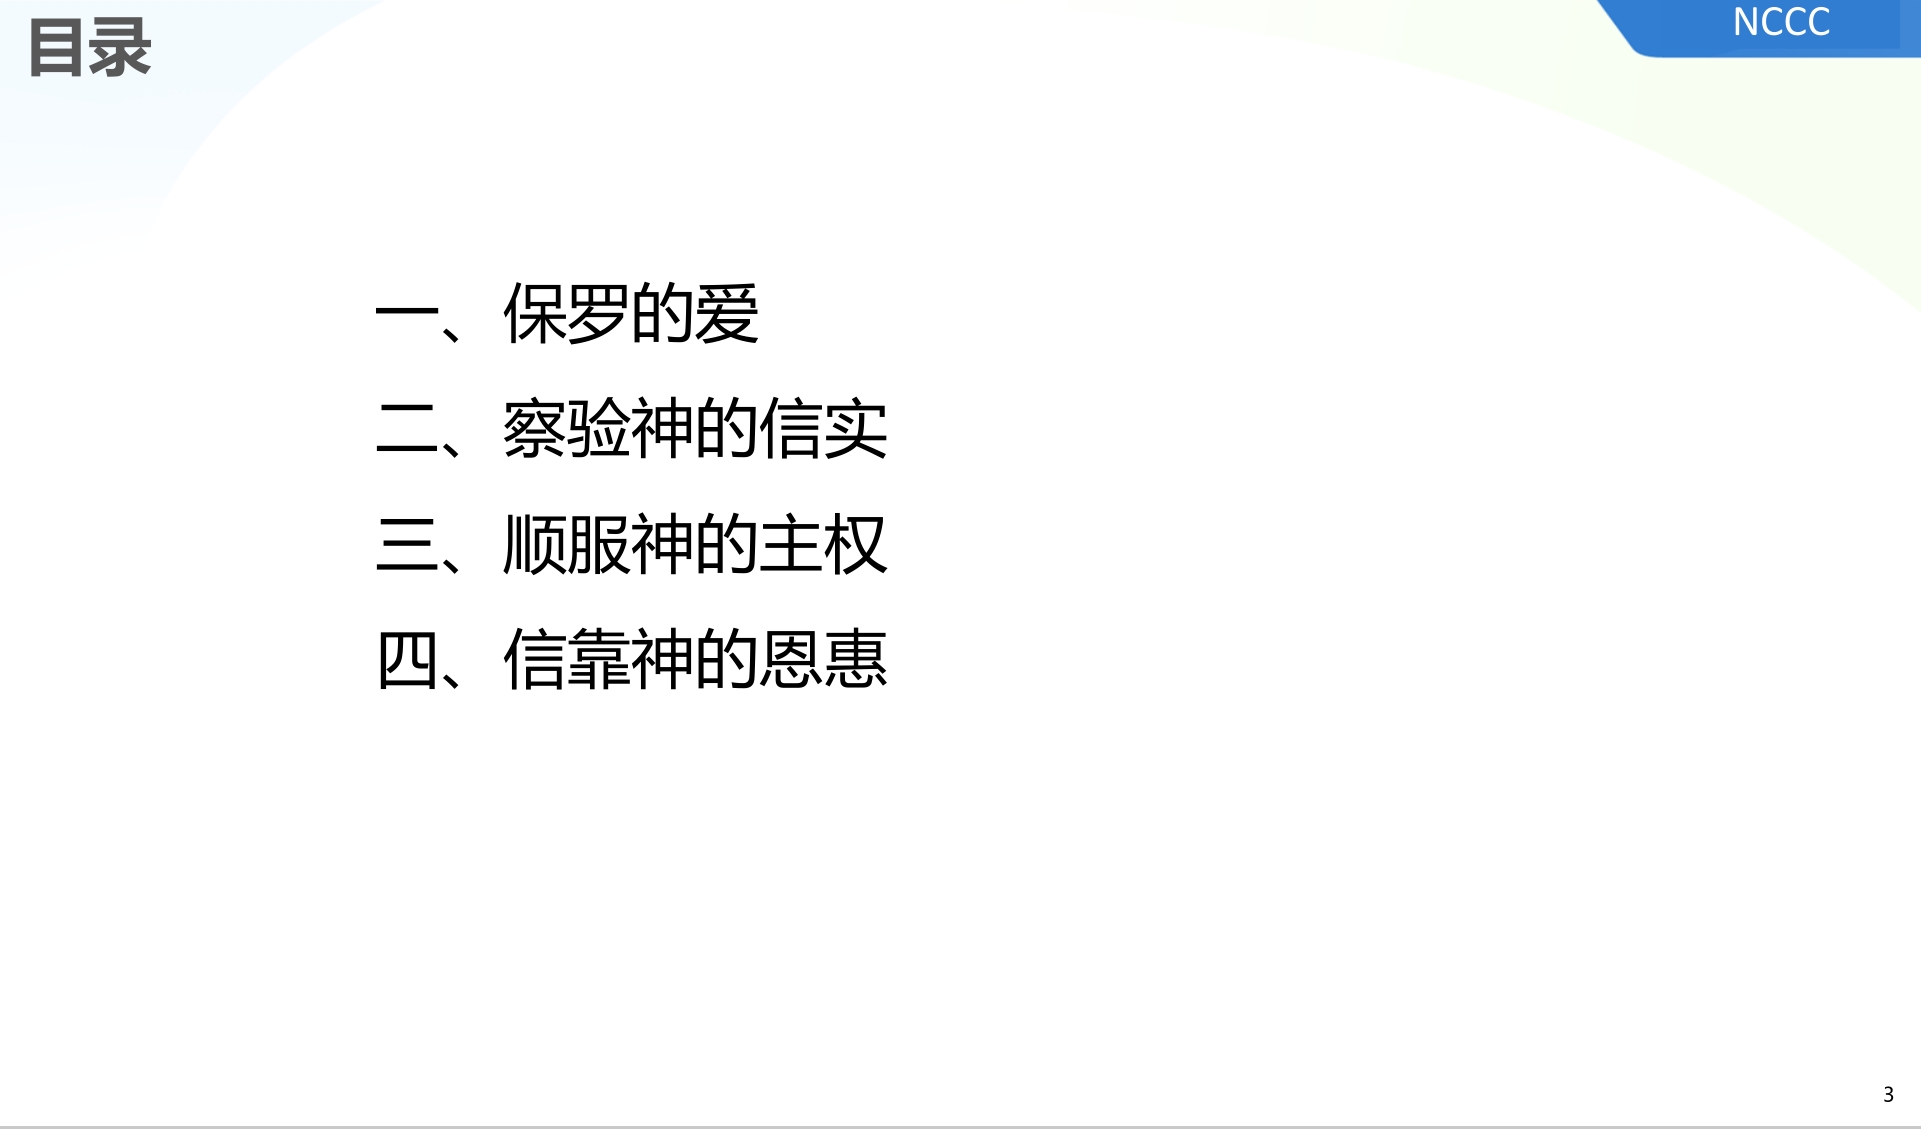 目录
NCCC
一、保罗的爱
二、察验神的信实
三、顺服神的主权
四、信靠神的恩惠
3